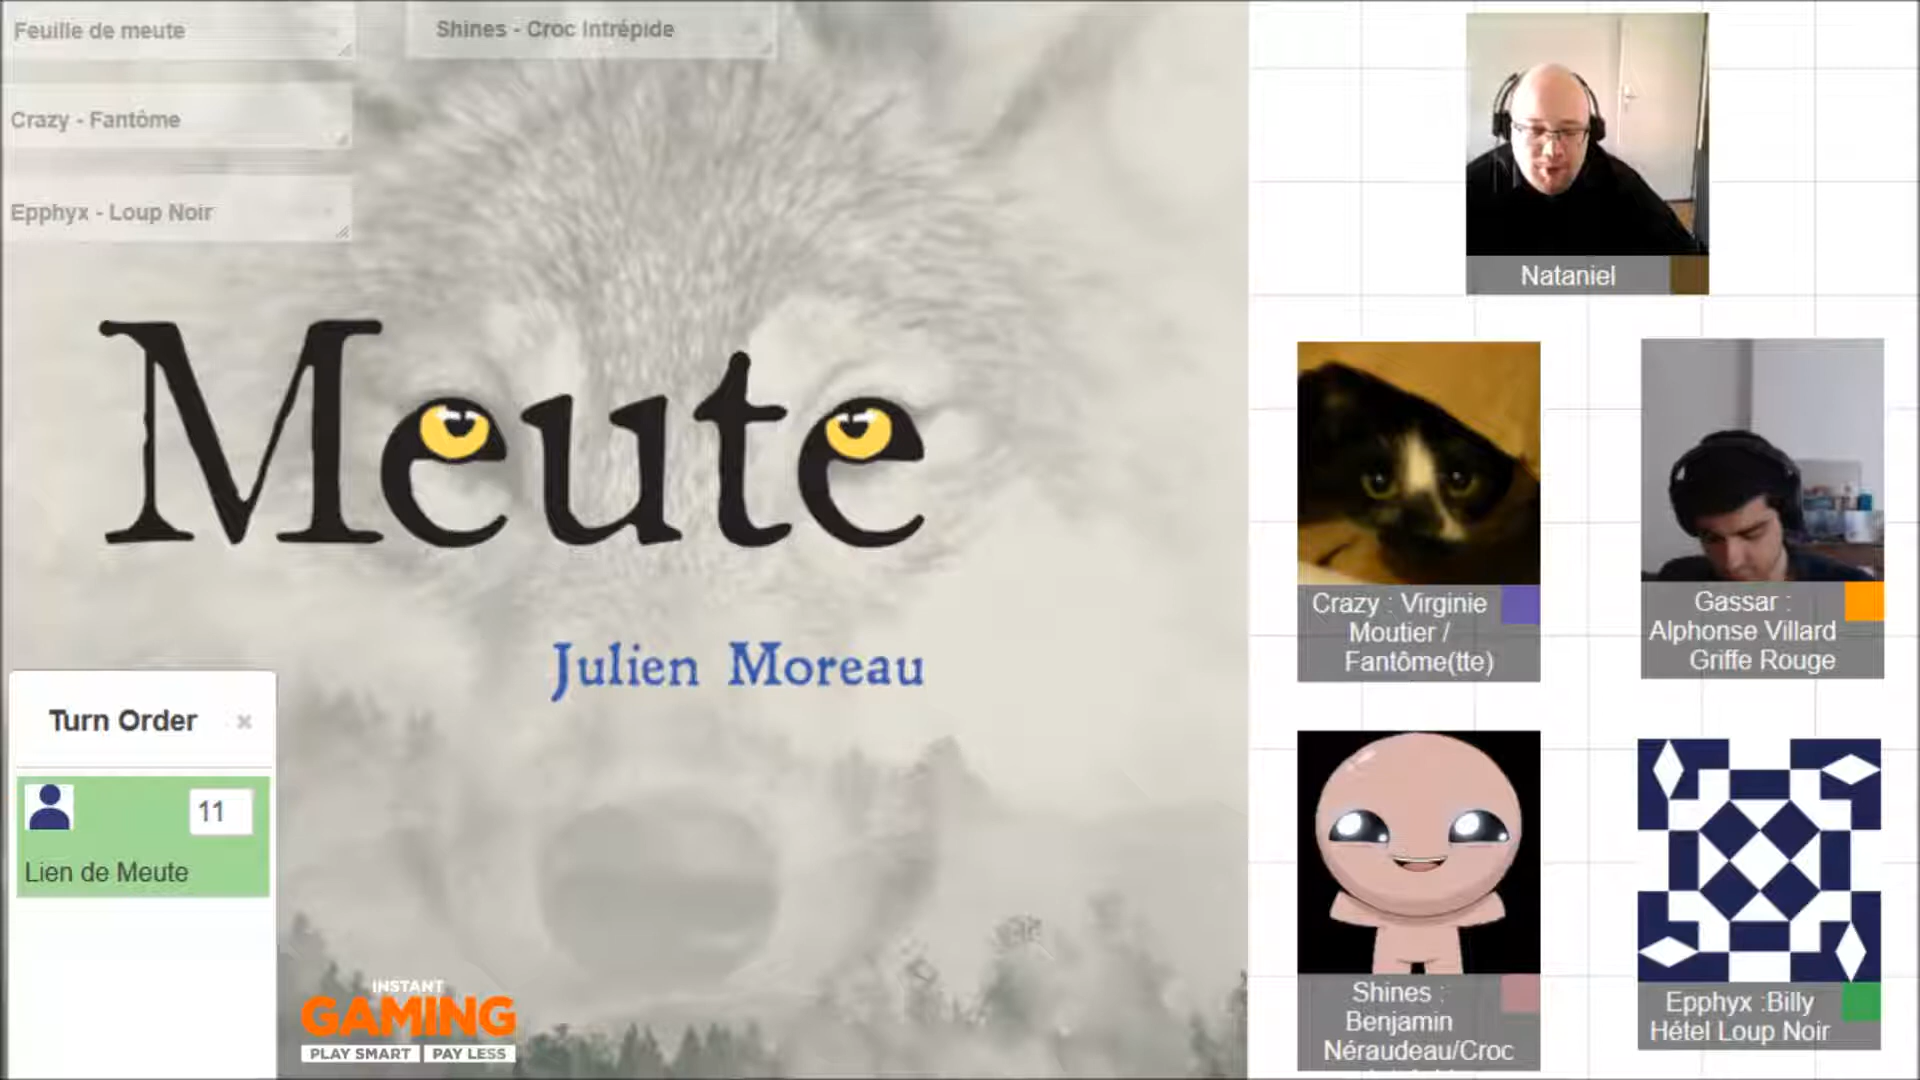 Feuille de meute
Shines - Croc Intrépide
Crazy - Fantôme
Epphyx - Loup Noir
Meute
Julien Moreau
Turn Order
11
Lien de Meute
INSTANT
GAMING
PLAY SMART PAY LESS
Nataniel
Crazy : Virginie
Moutier /
Fantôme(tte)
Gassar :
Alphonse Villard
Griffe Rouge
Shines :
Benjamin
Néraudeau/Croc
Epphyx :Billy
Hétel Loup Noir